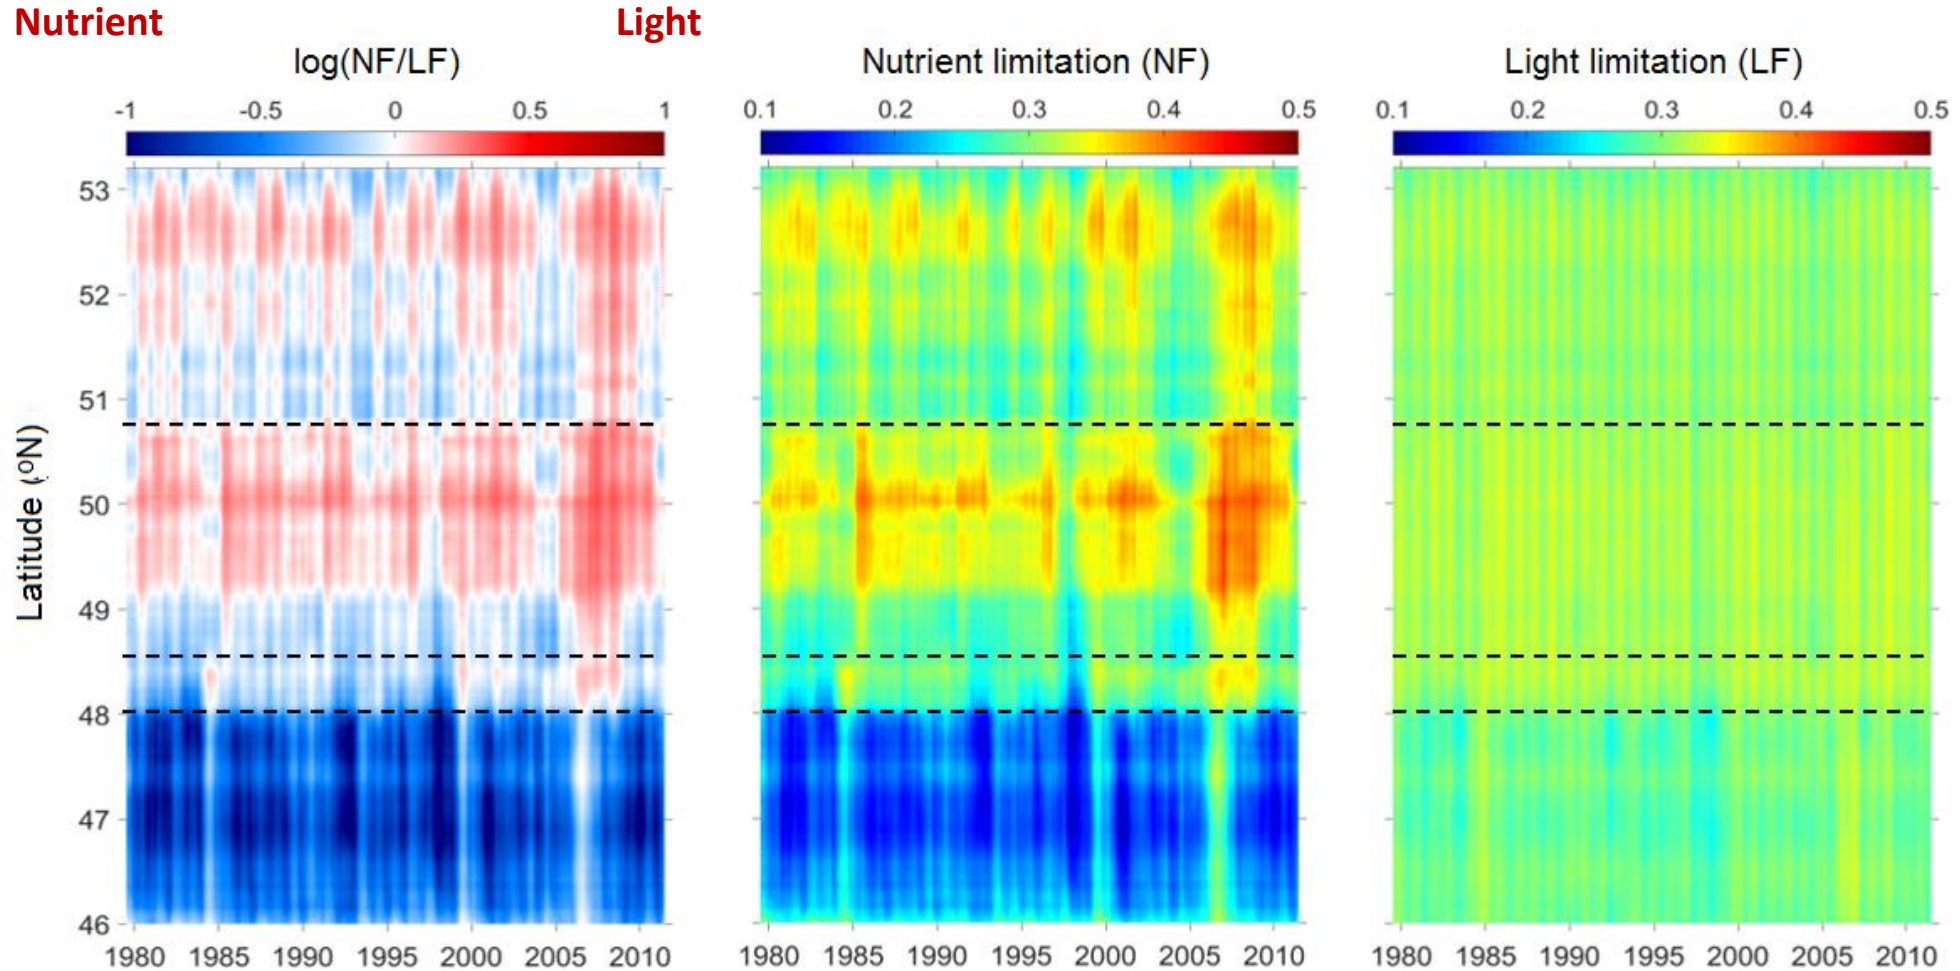 Nutrient Light
log(NF/LF) Nutrient limitation (NF) Light limitation (LF)
-1 -0.5 0 0.5 1 0.1 0.2 0.3 0.4 0.5 0.1 0.2 0.3 0.4 0.5
Latitude (ºN)
53
52
51
50
49
48
47
46
1980 1985 1990 1995 2000 2005 2010 1980 1985 1990 1995 2000 2005 2010 1980 1985 1990 1995 2000 2005 2010